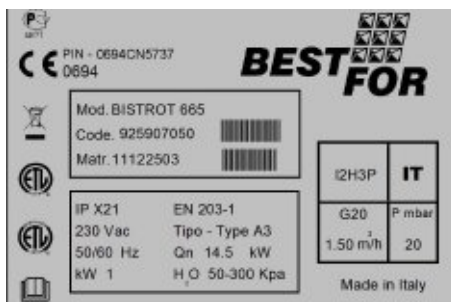 PIN - 0694CN5737
0694
BEST
FOR
Mod. BISTROT 665
Code. 925907050
Matr. 11122503
IP X21 EN 203-1
230 Vac Tipo - Type A3
50/60 Hz Qn 14.5 kW
kW 1 H₂O 50-300 Kpa
I2H3P IT
G20 P mbar
1.50 m³/h 20
Made in Italy